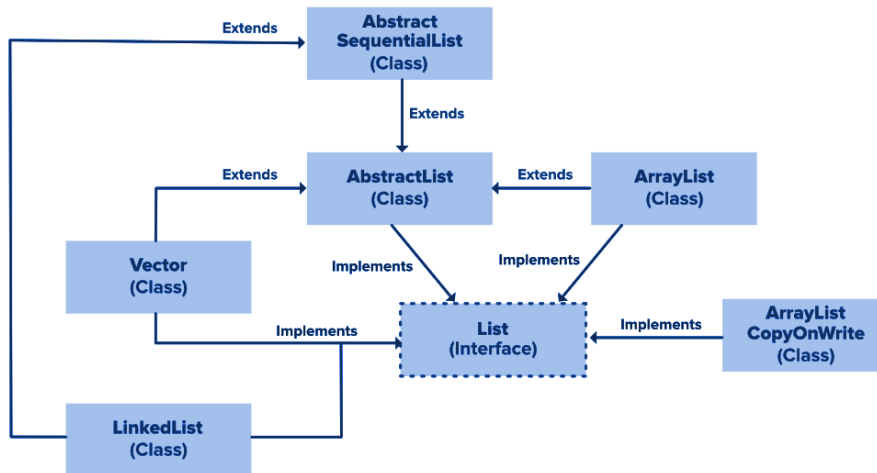 Extends
Abstract
SequentialList
(Class)
Extends
Extends
AbstractList
(Class)
Extends
ArrayList
(Class)
Vector
(Class)
Implements
Implements
Implements
List
(Interface)
Implements
ArrayList
CopyOnWrite
(Class)
LinkedList
(Class)